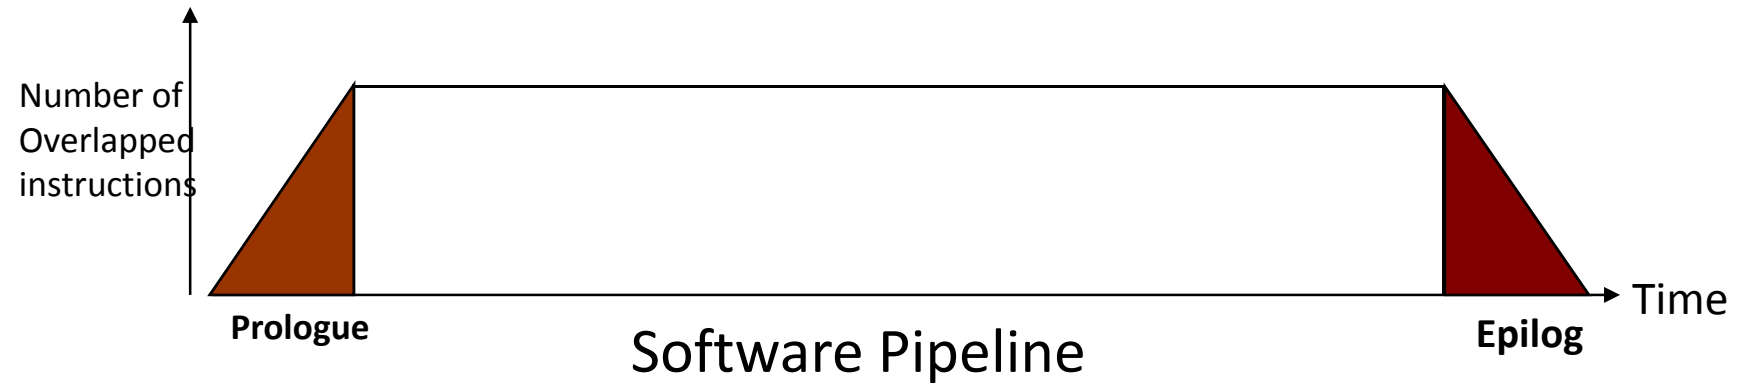 Number of
Overlapped
instructions
Time
Prologue
Epilog
Software Pipeline